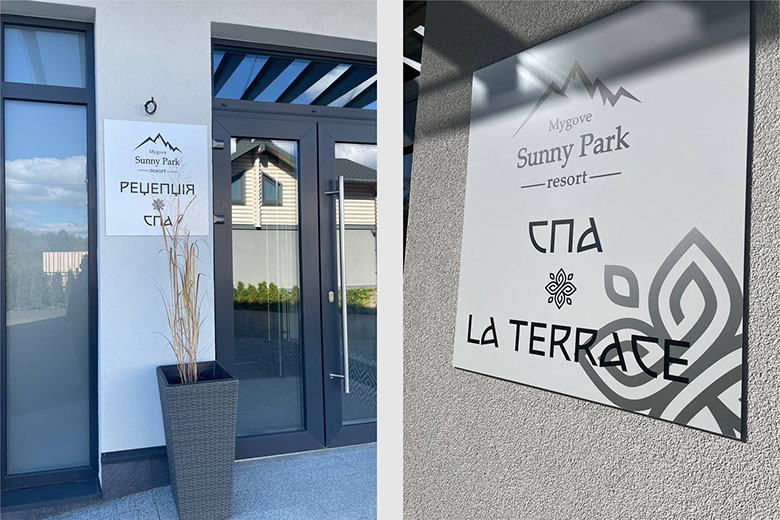 Mygove
Sunny Park
resort
РЕЦЕПЦІЯ
СПА
Mygove
Sunny Park
resort
СПА
LA TERRACE